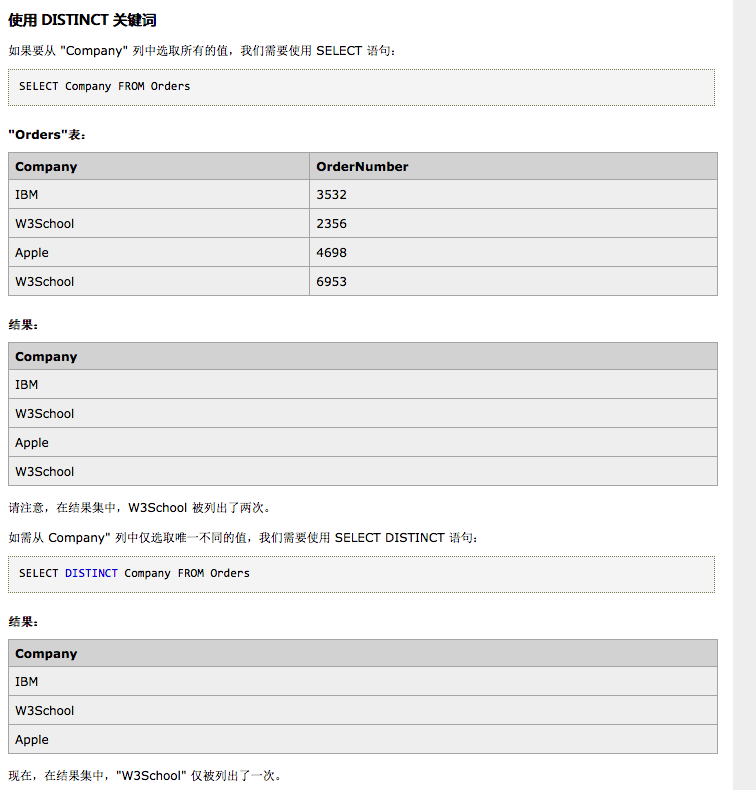 使用 DISTINCT 关键词
如果要从 "Company" 列中选取所有的值，我们需要使用 SELECT 语句：
SELECT Company FROM Orders
"Orders"表：
Company OrderNumber
IBM 3532
W3School 2356
Apple 4698
W3School 6953
结果：
Company
IBM
W3School
Apple
W3School
请注意，在结果集中，W3School 被列出了两次。
如需从 Company" 列中仅选取唯一不同的值，我们需要使用 SELECT DISTINCT 语句：
SELECT DISTINCT Company FROM Orders
结果：
Company
IBM
W3School
Apple
现在，在结果集中，"W3School" 仅被列出了一次。